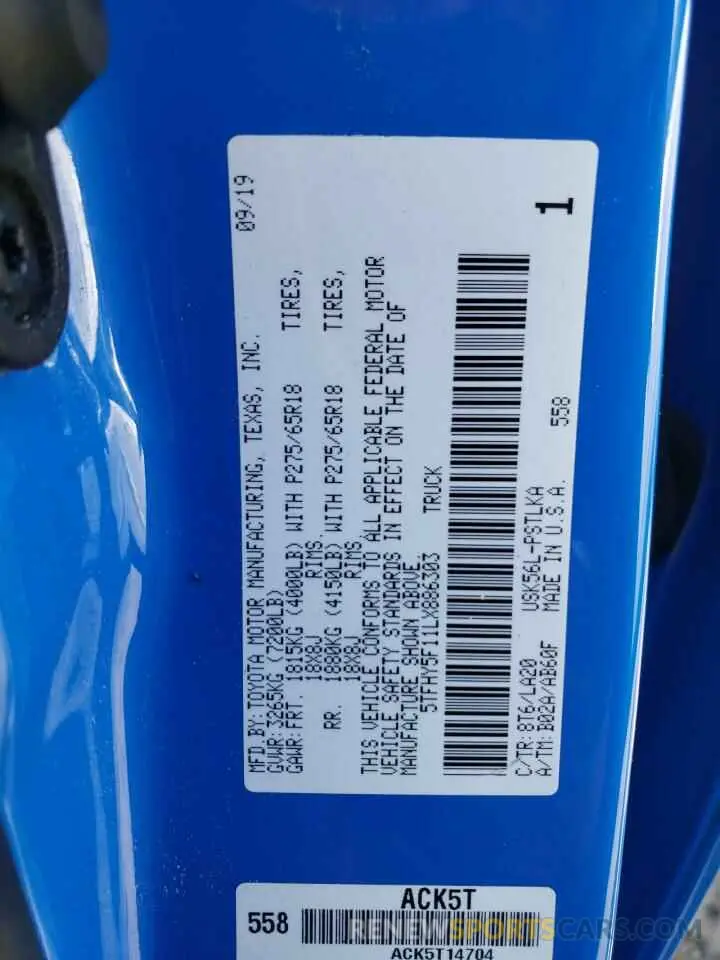 MFD.BY:TOYOTA MOTOR MANUFACTURING, TEXAS, INC. 09/19
GVWR:3265KG (7200LB)
GAWR:FRT. 1815KG (4000LB) WITH P275/65R18 TIRES,
18X8J RIMS.
RR. 1880KG (4150LB) WITH P275/65R18 TIRES,
18X8J RIMS.
THIS VEHICLE CONFORMS TO ALL APPLICABLE FEDERAL MOTOR
VEHICLE SAFETY STANDARDS IN EFFECT ON THE DATE OF
MANUFACTURE SHOWN ABOVE.
5TFHY5F11LX886303 TRUCK
C/TR:8T6/LA20 USK56L-PSTLKA 558
A/TM:B02A/AB60F MADE IN U.S.A.
1
ACK5T
558
ACK5T14704
RENEWSPORTSCARS.COM